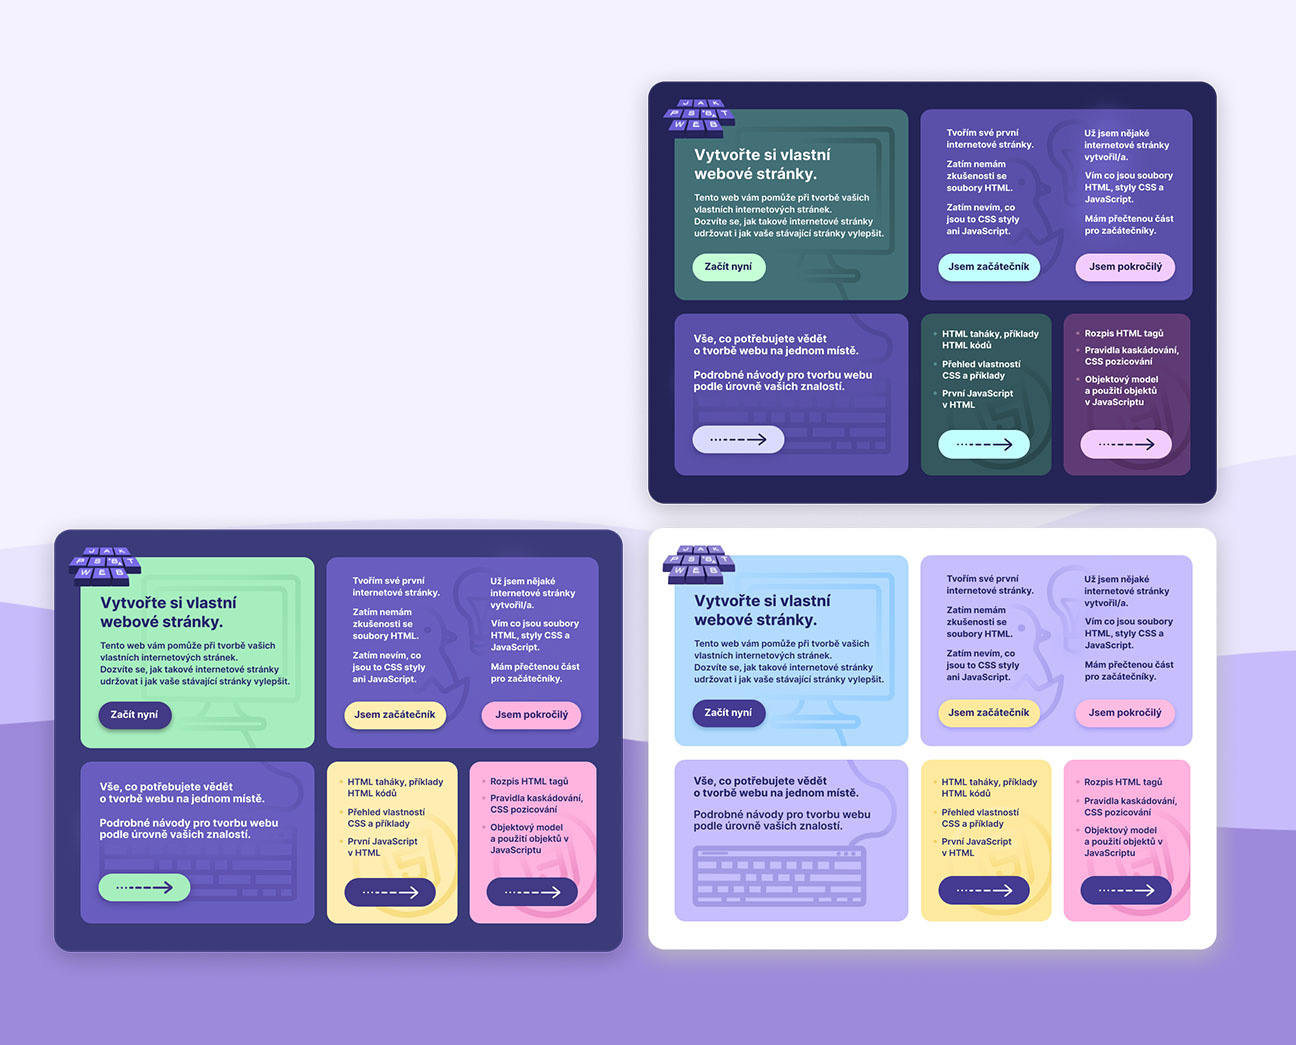 JAK
PSÁT
WEB
Vytvořte si vlastní
webové stránky.
Tento web vám pomůže při tvorbě vašich
vlastních internetových stránek.
Dozvíte se, jak takové internetové stránky
udržovat i jak vaše stávající stránky vylepšit.
Začít nyní
Tvořím své první
internetové stránky.
Zatím nemám
zkušenosti se
soubory HTML.
Zatím nevím, co
jsou to CSS styly
ani JavaScript.
Jsem začátečník
Už jsem nějaké
internetové stránky
vytvořil/a.
Vím co jsou soubory
HTML, styly CSS a
JavaScript.
Mám přečtenou část
pro začátečníky.
Jsem pokročilý
Vše, co potřebujete vědět
o tvorbě webu na jednom místě.
Podrobné návody pro tvorbu webu
podle úrovně vašich znalostí.
HTML taháky, příklady
HTML kódů
Přehled vlastností
CSS a příklady
První JavaScript
v HTML
Rozpis HTML tagů
Pravidla kaskádování,
CSS pozicování
Objektový model
a použití objektů
v JavaScriptu
JAK
PSÁT
WEB
Vytvořte si vlastní
webové stránky.
Tento web vám pomůže při tvorbě vašich
vlastních internetových stránek.
Dozvíte se, jak takové internetové stránky
udržovat i jak vaše stávající stránky vylepšit.
Začít nyní
Tvořím své první
internetové stránky.
Zatím nemám
zkušenosti se
soubory HTML.
Zatím nevím, co
jsou to CSS styly
ani JavaScript.
Jsem začátečník
Už jsem nějaké
internetové stránky
vytvořil/a.
Vím co jsou soubory
HTML, styly CSS a
JavaScript.
Mám přečtenou část
pro začátečníky.
Jsem pokročilý
Vše, co potřebujete vědět
o tvorbě webu na jednom místě.
Podrobné návody pro tvorbu webu
podle úrovně vašich znalostí.
HTML taháky, příklady
HTML kódů
Přehled vlastností
CSS a příklady
První JavaScript
v HTML
Rozpis HTML tagů
Pravidla kaskádování,
CSS pozicování
Objektový model
a použití objektů v
JavaScriptu
JAK
PSÁT
WEB
Vytvořte si vlastní
webové stránky.
Tento web vám pomůže při tvorbě vašich
vlastních internetových stránek.
Dozvíte se, jak takové internetové stránky
udržovat i jak vaše stávající stránky vylepšit.
Začít nyní
Tvořím své první
internetové stránky.
Zatím nemám
zkušenosti se
soubory HTML.
Zatím nevím, co
jsou to CSS styly
ani JavaScript.
Jsem začátečník
Už jsem nějaké
internetové stránky
vytvořil/a.
Vím co jsou soubory
HTML, styly CSS a
JavaScript.
Mám přečtenou část
pro začátečníky.
Jsem pokročilý
Vše, co potřebujete vědět
o tvorbě webu na jednom místě.
Podrobné návody pro tvorbu webu
podle úrovně vašich znalostí.
HTML taháky, příklady
HTML kódů
Přehled vlastností
CSS a příklady
První JavaScript
v HTML
Rozpis HTML tagů
Pravidla kaskádování,
CSS pozicování
Objektový model
a použití objektů v
JavaScriptu